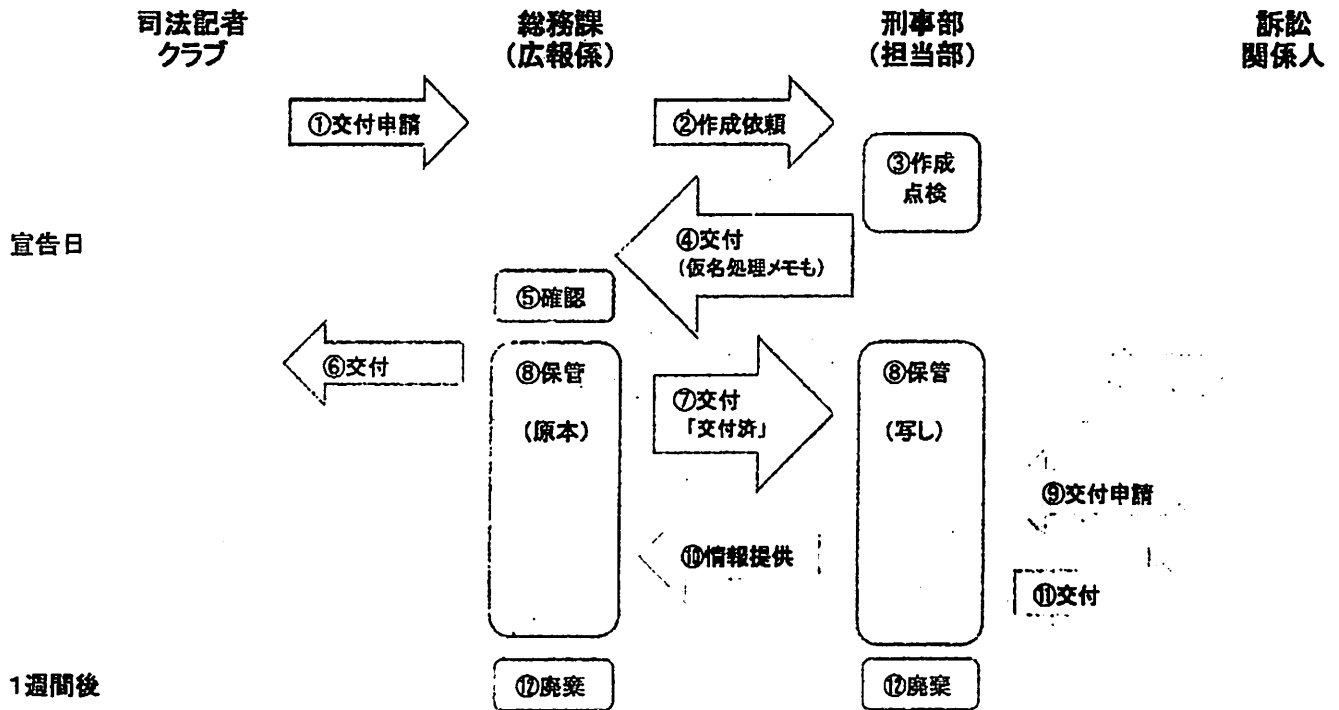 司法記者
クラブ
総務課
(広報係)
刑事部
(担当部)
訴訟
関係人
①交付申請
②作成依頼
③作成
点検
宣告日
④交付
(仮名処理メモも)
⑤確認
⑥交付
⑧保管
(原本)
⑦交付
「交付済」
⑧保管
(写し)
⑨交付申請
⑩情報提供
⑪交付
1週間後
⑫廃棄
⑫廃棄